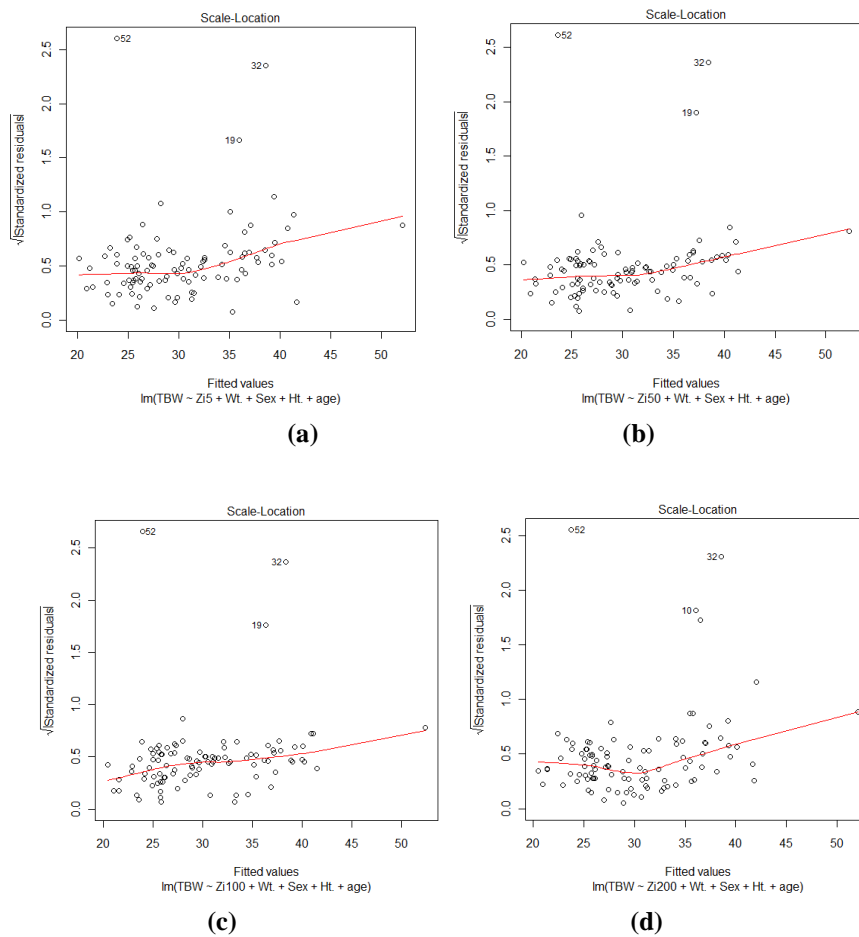 Scale-Location
52
32
19
√|Standardized residuals|
0.0 0.5 1.0 1.5 2.0 2.5
20 25 30 35 40 45 50
Fitted values
lm(TBW ~ Zi5 + Wt. + Sex + Ht. + age)
(a)
Scale-Location
52
32
19
√|Standardized residuals|
0.0 0.5 1.0 1.5 2.0 2.5
20 25 30 35 40 45 50
Fitted values
lm(TBW ~ Zi50 + Wt. + Sex + Ht. + age)
(b)
Scale-Location
52
32
19
√|Standardized residuals|
0.0 0.5 1.0 1.5 2.0 2.5
20 25 30 35 40 45 50
Fitted values
lm(TBW ~ Zi100 + Wt. + Sex + Ht. + age)
(c)
Scale-Location
52
32
10
√|Standardized residuals|
0.0 0.5 1.0 1.5 2.0 2.5
20 25 30 35 40 45 50
Fitted values
lm(TBW ~ Zi200 + Wt. + Sex + Ht. + age)
(d)